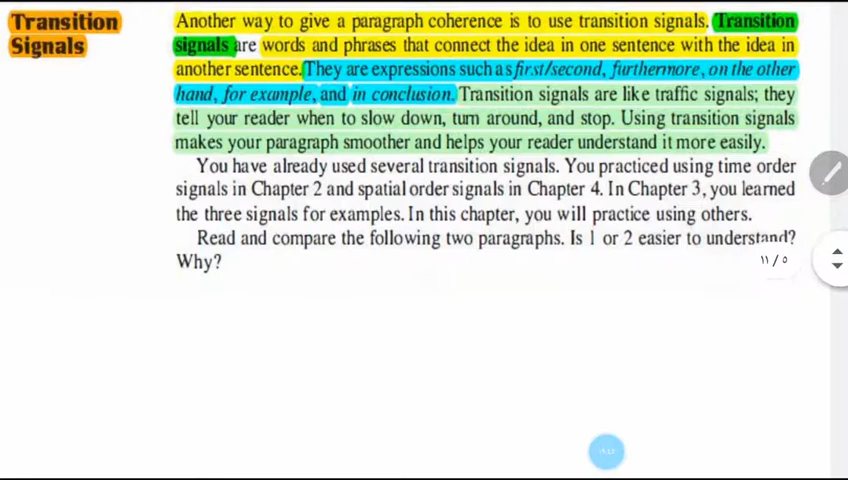 Transition
Signals
Another way to give a paragraph coherence is to use transition signals. Transition
signals are words and phrases that connect the idea in one sentence with the idea in
another sentence. They are expressions such as first/second, furthermore, on the other
hand, for example, and in conclusion. Transition signals are like traffic signals; they
tell your reader when to slow down, turn around, and stop. Using transition signals
makes your paragraph smoother and helps your reader understand it more easily.
You have already used several transition signals. You practiced using time order
signals in Chapter 2 and spatial order signals in Chapter 4. In Chapter 3, you learned
the three signals for examples. In this chapter, you will practice using others.
Read and compare the following two paragraphs. Is 1 or 2 easier to understand?
Why?
١١/٥